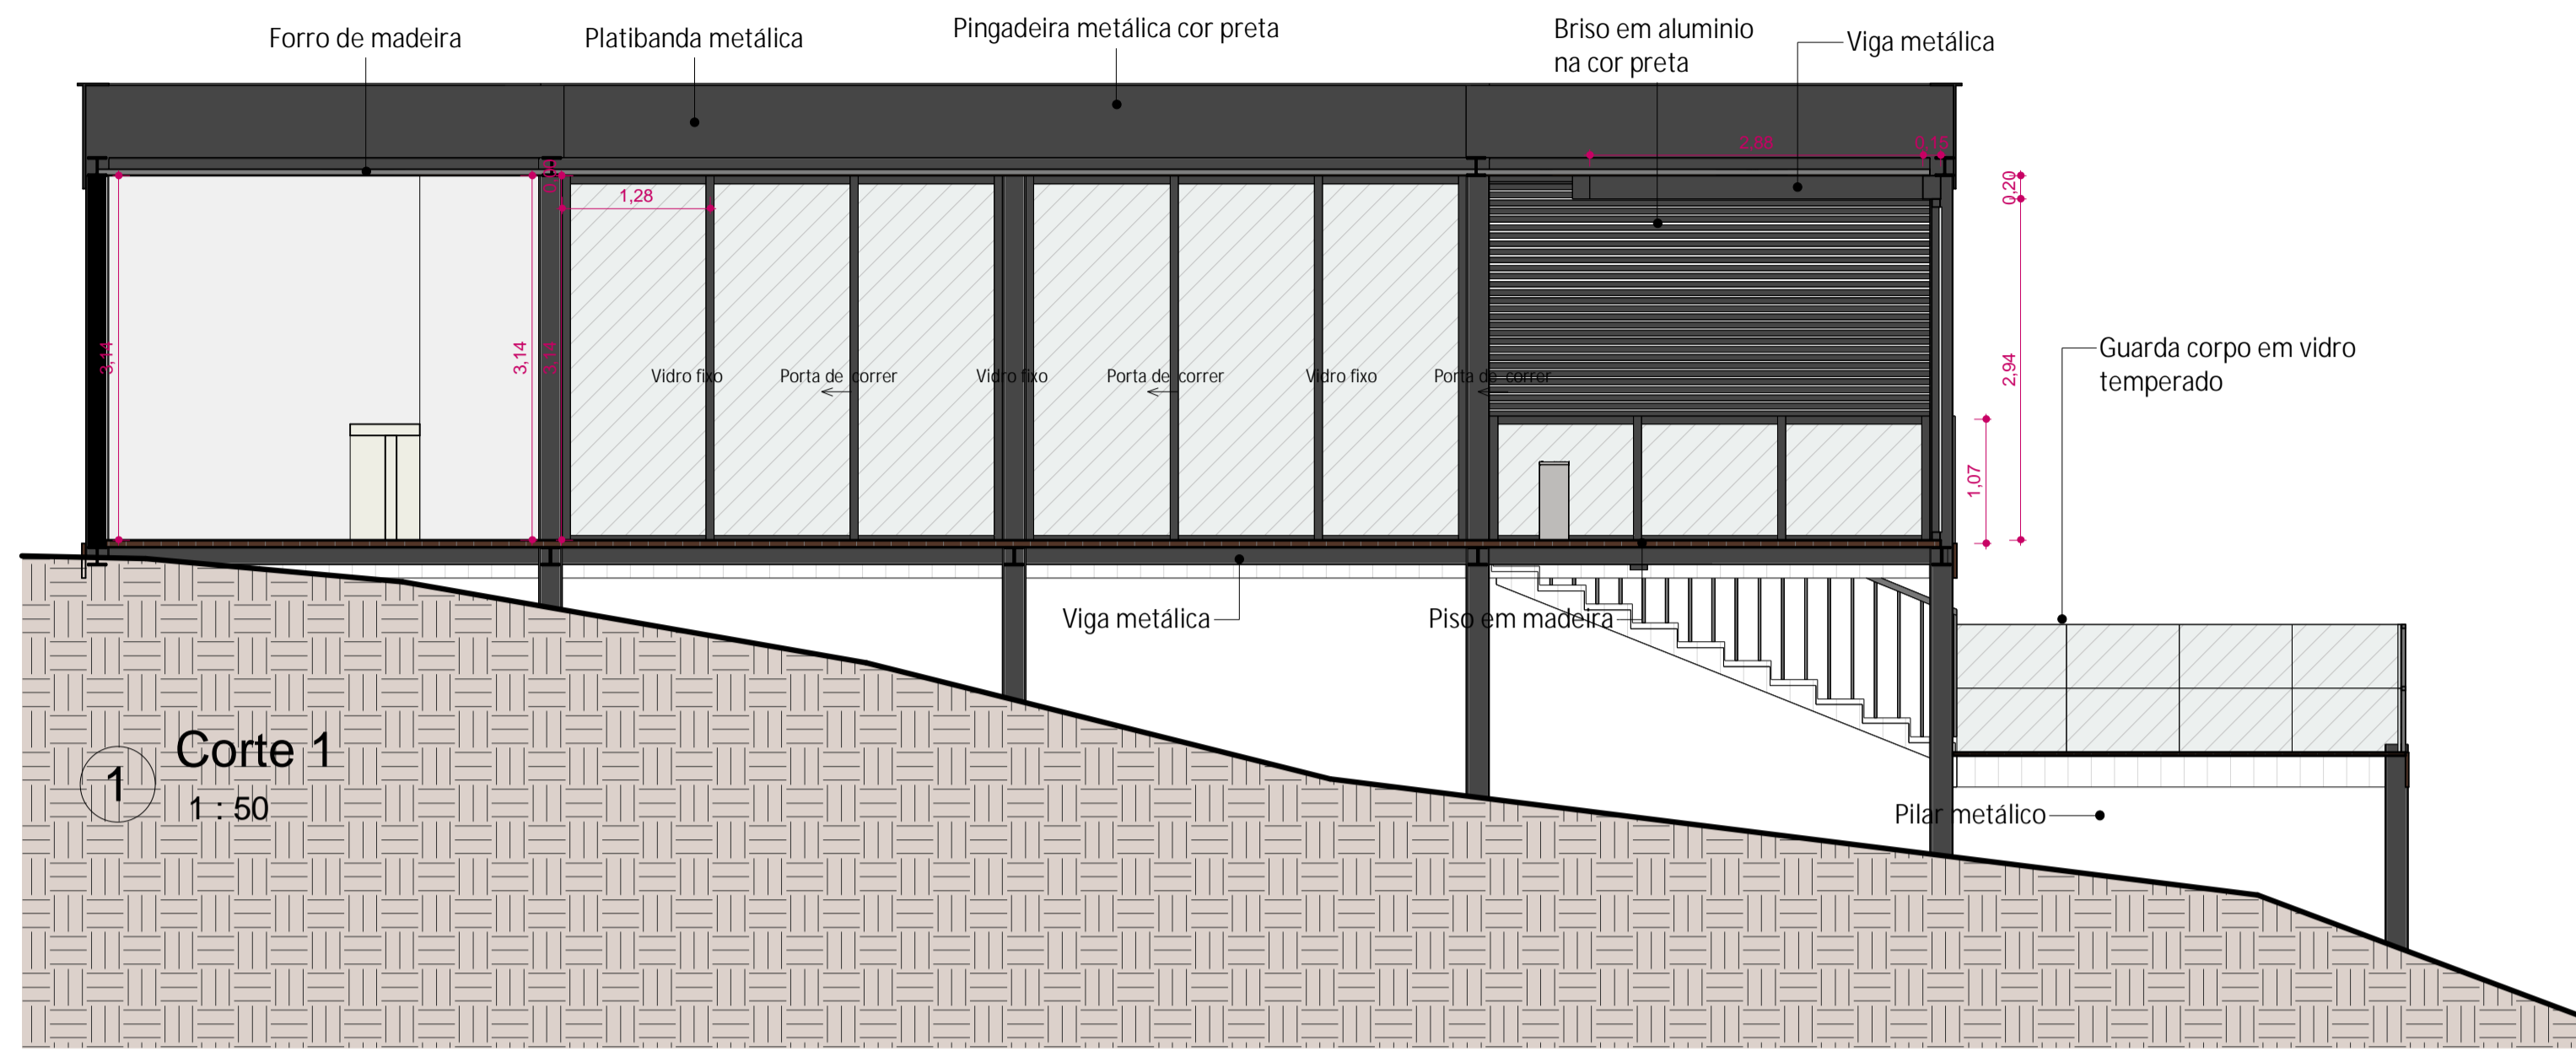 Forro de madeira
Platibanda metálica
Pingadeira metálica cor preta
Briso em aluminio
na cor preta
Viga metálica
2,88
0,15
0,20
1,28
3,14
3,14
3,14
2,94
1,07
Vidro fixo
Porta de correr
Vidro fixo
Porta de correr
Vidro fixo
Porta de correr
Guarda corpo em vidro
temperado
Viga metálica
Piso em madeira
Pilar metálico
1
Corte 1
1 : 50